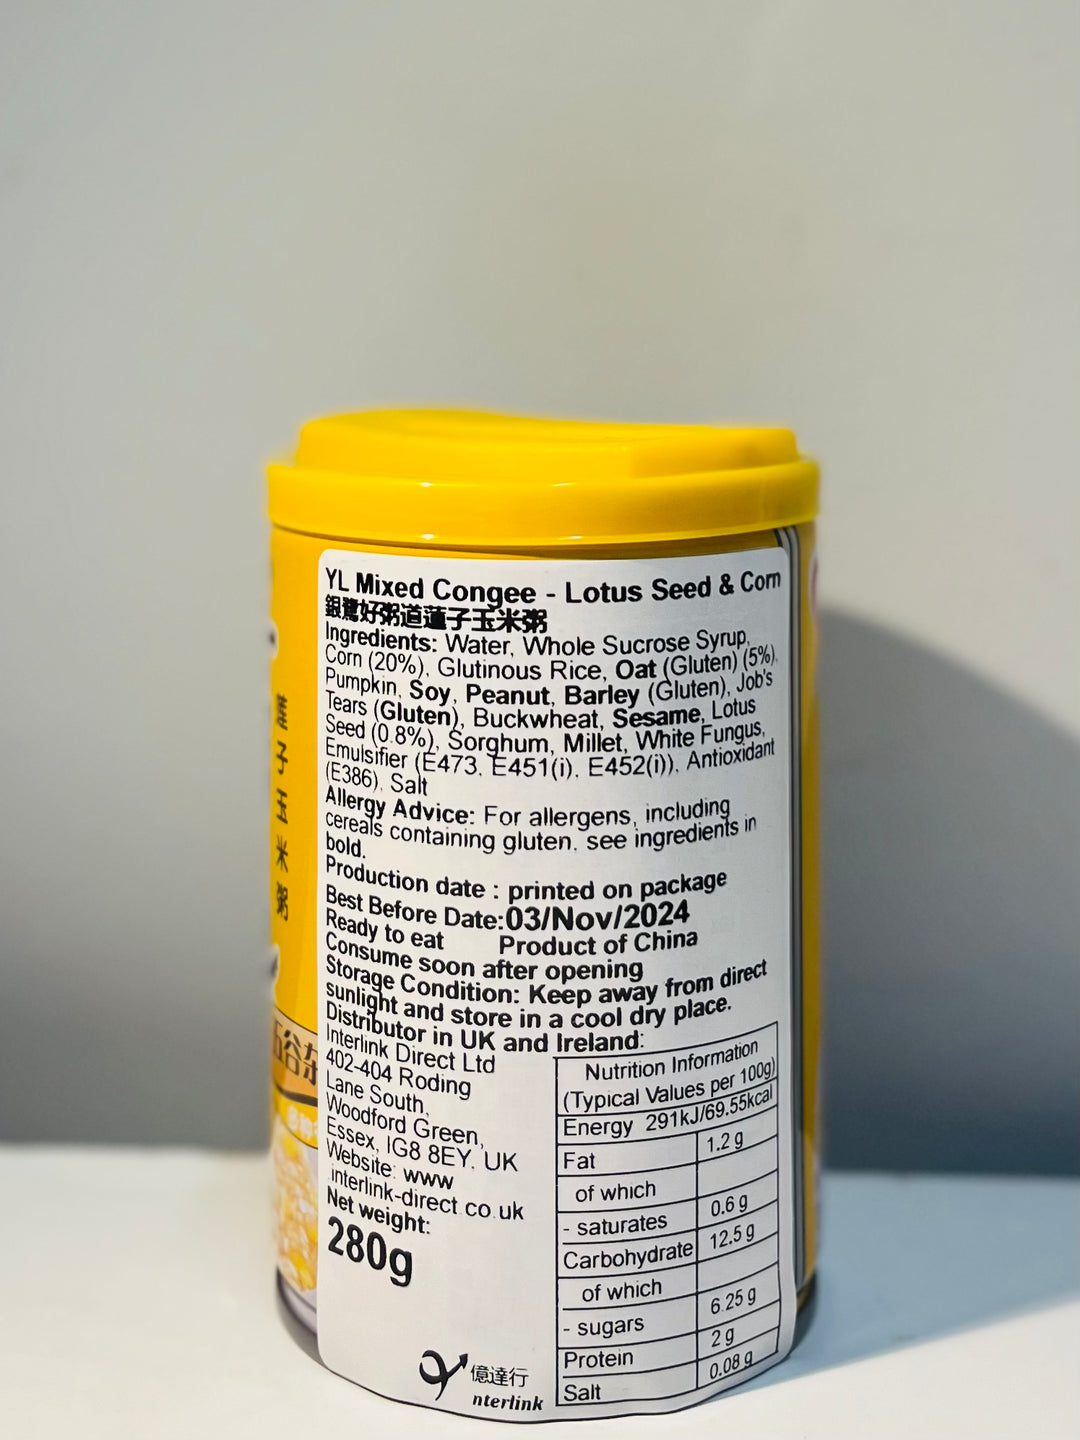 YL Mixed Congee - Lotus Seed & Corn
銀鷺好粥道蓮子玉米粥
Ingredients: Water, Whole Sucrose Syrup,
Corn (20%), Glutinous Rice, Oat (Gluten) (5%),
Pumpkin, Soy, Peanut, Barley (Gluten), Job's
Tears (Gluten), Buckwheat, Sesame, Lotus
Seed (0.8%), Sorghum, Millet, White Fungus,
Emulsifier (E473, E451(i), E452(i)), Antioxidant
(E386), Salt
Allergy Advice: For allergens, including
cereals containing gluten, see ingredients in
bold.
Production date : printed on package
Best Before Date:03/Nov/2024
Ready to eat Product of China
Consume soon after opening
Storage Condition: Keep away from direct
sunlight and store in a cool dry place.
Distributor in UK and Ireland:
Interlink Direct Ltd
402-404 Roding
Lane South,
Woodford Green,
Essex, IG8 8EY, UK
Website: www
interlink-direct.co.uk
Net weight:
280g
Nutrition Information
(Typical Values per 100g)
Energy 291kJ/69.55kcal
Fat 1.2 g
of which
- saturates 0.6 g
Carbohydrate 12.5 g
of which
- sugars 6.25 g
Protein 2 g
Salt 0.08 g
億達行
nterlink
子玉米粥
谷